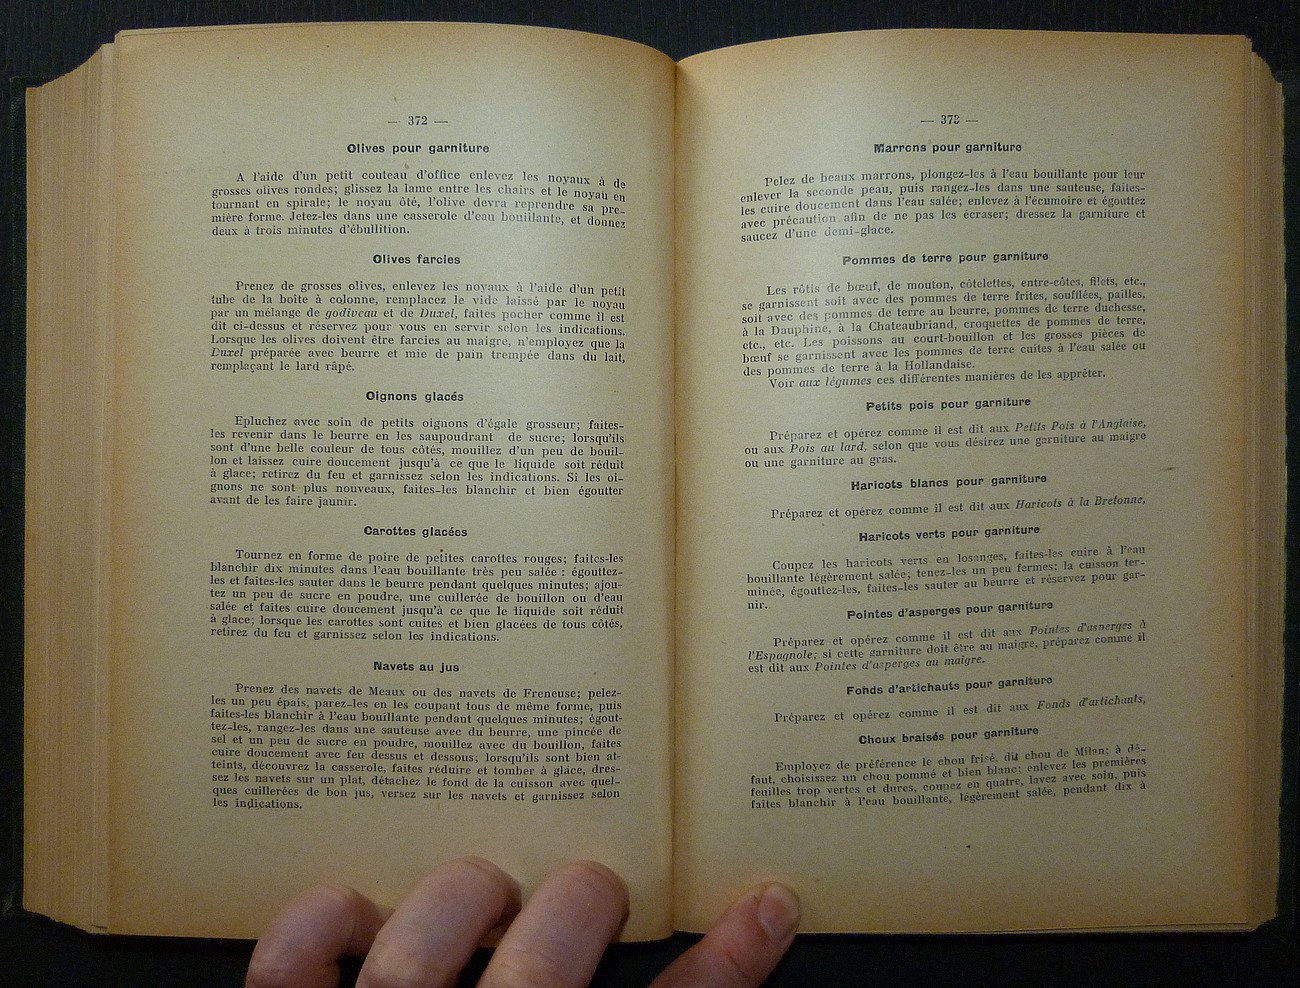 — 372 —
Olives pour garniture
A l'aide d'un petit couteau d'office enlevez les noyaux à de
grosses olives rondes; glissez la lame entre les chairs et le noyau en
tournant en spirale; le noyau ôté, l'olive devra reprendre sa pre-
mière forme. Jetez-les dans une casserole d'eau bouillante, et donnez
deux à trois minutes d'ébullition.
Olives farcies
Prenez de grosses olives, enlevez les noyaux à l'aide d'un petit
tube de la boîte à colonne, remplacez le vide laissé par le noyau
par un mélange de godiveau et de Duxel, faites pocher comme il est
dit ci-dessus et réservez pour vous en servir selon les indications.
Lorsque les olives doivent être farcies au maigre, n'employez que la
Duxel préparée avec beurre et mie de pain trempée dans du lait,
remplaçant le lard râpé.
Oignons glacés
Epluchez avec soin de petits oignons d'égale grosseur; faites-
les revenir dans le beurre en les saupoudrant de sucre; lorsqu'ils
sont d'une belle couleur de tous côtés, mouillez d'un peu de bouil-
lon et laissez cuire doucement jusqu'à ce que le liquide soit réduit
à glace; retirez du feu et garnissez selon les indications. Si les oi-
gnons ne sont plus nouveaux, faites-les blanchir et bien égoutter
avant de les faire jaunir.
Carottes glacées
Tournez en forme de poire de petites carottes rouges; faites-les
blanchir dix minutes dans l'eau bouillante très peu salée : égouttez-
les et faites-les sauter dans le beurre pendant quelques minutes; ajou-
tez un peu de sucre en poudre, une cuillerée de bouillon ou d'eau
salée et faites cuire doucement jusqu'à ce que le liquide soit réduit
à glace; lorsque les carottes sont cuites et bien glacées de tous côtés,
retirez du feu et garnissez selon les indications.
Navets au jus
Prenez des navets de Meaux ou des navets de Freneuse; pelez-
les un peu épais, parez-les en les coupant tous de même forme, puis
faites-les blanchir à l'eau bouillante pendant quelques minutes; égout-
tez-les, rangez-les dans une sauteuse avec du beurre, une pincée de
sel et un peu de sucre en poudre, mouillez avec du bouillon, faites
cuire doucement avec feu dessus et dessous; lorsqu'ils sont bien at-
teints, découvrez la casserole, faites réduire et tomber à glace, dres-
sez les navets sur un plat, détachez le fond de la cuisson avec quel-
ques cuillerées de bon jus, versez sur les navets et garnissez selon
les indications.
— 373 —
Marrons pour garniture
Pelez de beaux marrons, plongez-les à l'eau bouillante pour leur
enlever la seconde peau, puis rangez-les dans une sauteuse, faites-
les cuire doucement dans l'eau salée; enlevez à l'écumoire et égouttez
avec précaution afin de ne pas les écraser; dressez la garniture et
saucez d'une demi-glace.
Pommes de terre pour garniture
Les rôtis de bœuf, de mouton, côtelettes, entre-côtes, filets, etc.,
se garnissent soit avec des pommes de terre frites, soufflées, pailles,
soit avec des pommes de terre au beurre, pommes de terre duchesse,
à la Dauphine, à la Chateaubriand, croquettes de pommes de terre,
etc., etc. Les poissons au court-bouillon et les grosses pièces de
bœuf se garnissent avec les pommes de terre cuites à l'eau salée ou
des pommes de terre à la Hollandaise.
Voir aux légumes ces différentes manières de les apprêter.
Petits pois pour garniture
Préparez et opérez comme il est dit aux Petits Pois à l'Anglaise,
ou aux Pois au lard, selon que vous désirez une garniture au maigre
ou une garniture au gras.
Haricots blancs pour garniture
Préparez et opérez comme il est dit aux Haricots à la Bretonne,
Haricots verts pour garniture
Coupez les haricots verts en losanges, faites-les cuire à l'eau
bouillante légèrement salée; tenez-les un peu fermes; la cuisson ter-
minée, égouttez-les, faites-les sauter au beurre et réservez pour gar-
nir.
Pointes d'asperges pour garniture
Préparez et opérez comme il est dit aux Pointes d'asperges à
l'Espagnole; si cette garniture doit être au maigre, préparez comme il
est dit aux Pointes d'asperges au maigre.
Fonds d'artichauts pour garniture
Préparez et opérez comme il est dit aux Fonds d'artichauts,
Choux braisés pour garniture
Employez de préférence le chou frisé, dit chou de Milan; à dé-
faut, choisissez un chou pommé et bien blanc; enlevez les premières
feuilles trop vertes et dures, coupez en quatre, lavez avec soin, puis
faites blanchir à l'eau bouillante, légèrement salée, pendant dix à